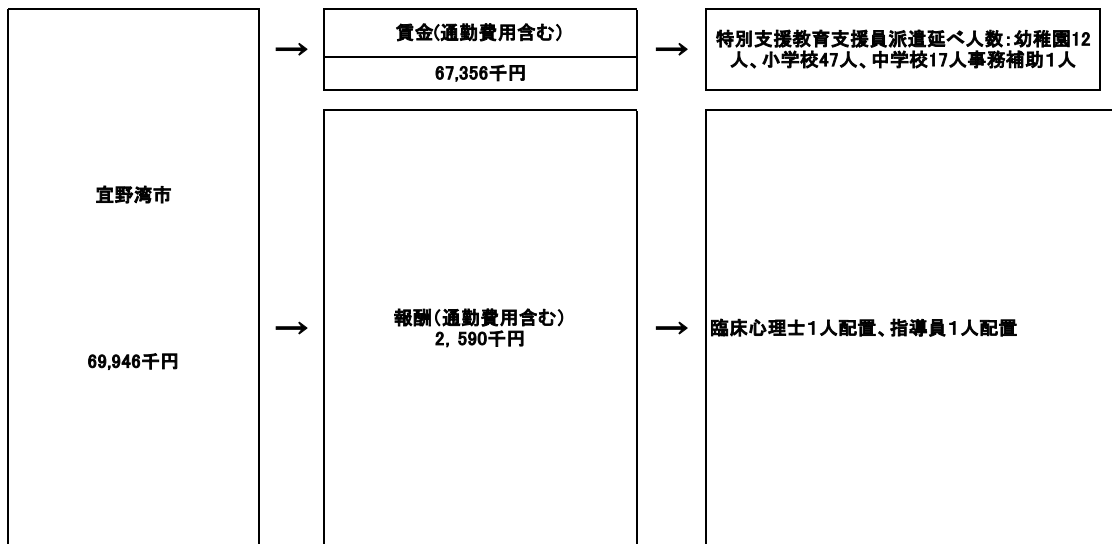 賃金(通勤費用含む)
67,356千円
特別支援教育支援員派遣延べ人数:幼稚園12
人、小学校47人、中学校17人事務補助1人
宜野湾市
69,946千円
報酬(通勤費用含む)
2，590千円
臨床心理士1人配置、指導員1人配置